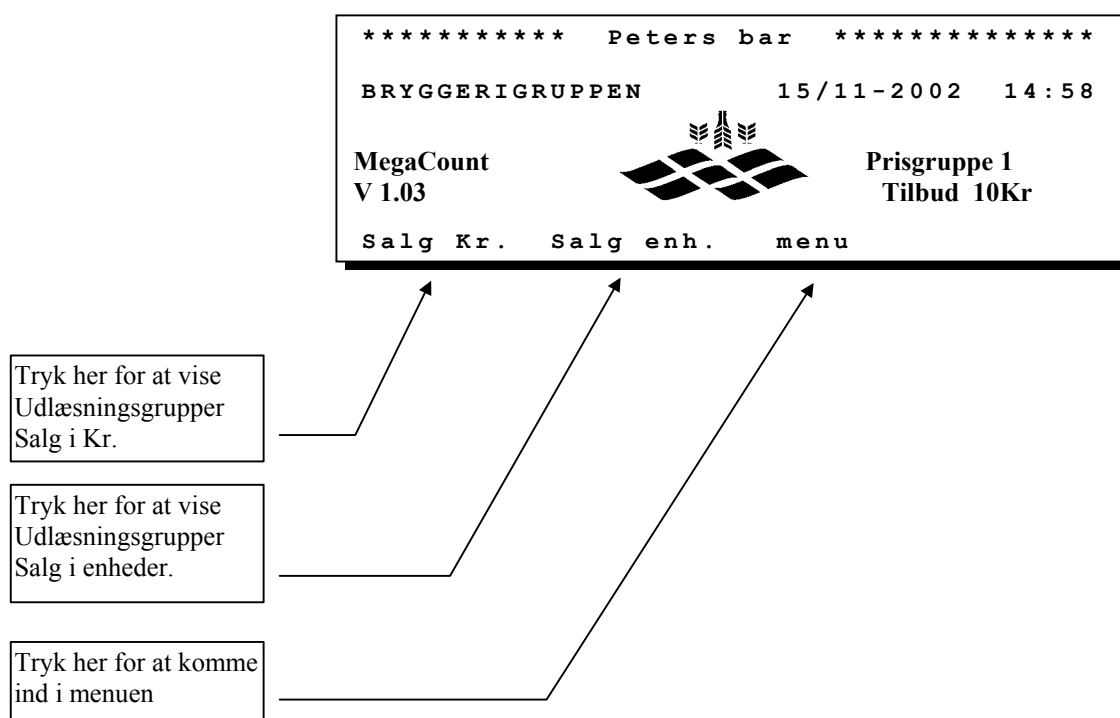 *********** Peters bar **************
BRYGGERIGRUPPEN 15/11-2002 14:58
MegaCount Prisgruppe 1
V 1.03 Tilbud 10Kr
Salg Kr. Salg enh. menu
Tryk her for at vise
Udlæsningsgrupper
Salg i Kr.
Tryk her for at vise
Udlæsningsgrupper
Salg i enheder.
Tryk her for at komme
ind i menuen